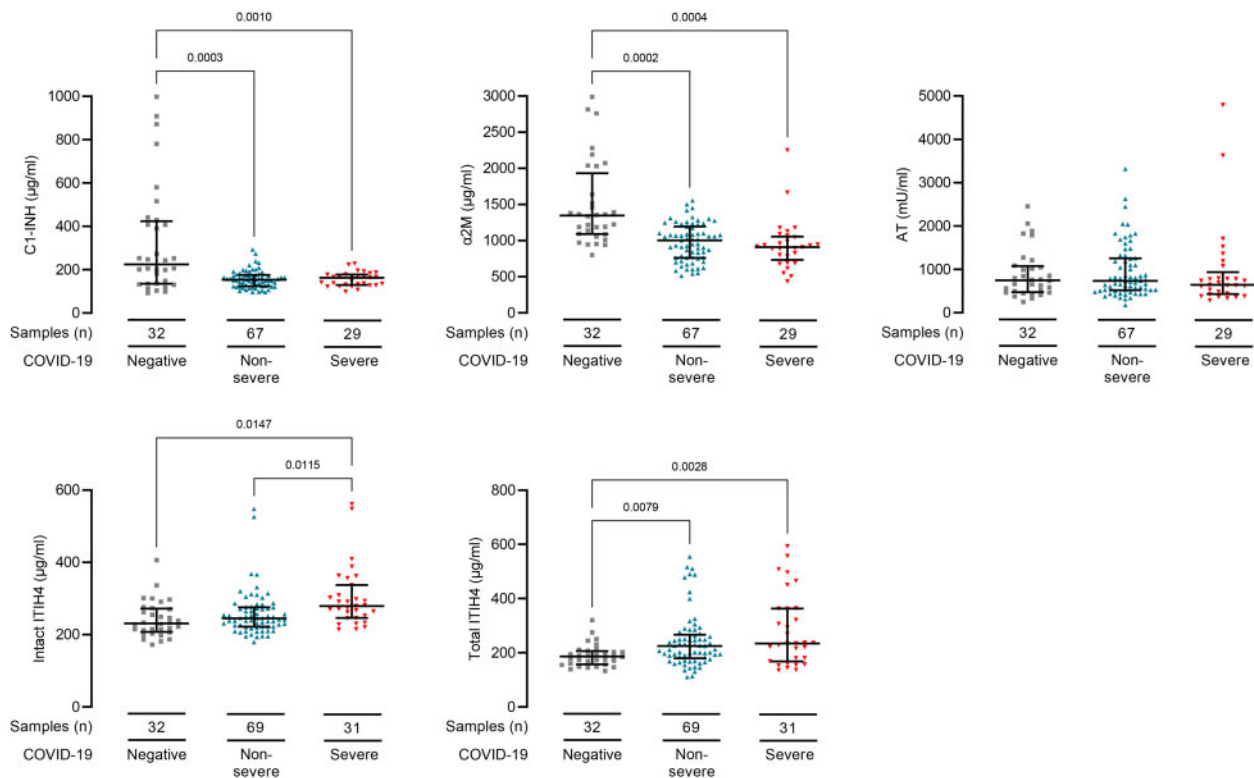 0.0010
0.0003
C1-INH (µg/ml)
1000
800
600
400
200
0
Samples (n) 32 67 29
COVID-19 Negative Non-severe Severe
0.0004
0.0002
α2M (µg/ml)
3000
2500
2000
1500
1000
500
0
Samples (n) 32 67 29
COVID-19 Negative Non-severe Severe
AT (mU/ml)
5000
4000
3000
2000
1000
0
Samples (n) 32 67 29
COVID-19 Negative Non-severe Severe
0.0147
0.0115
Intact ITIH4 (µg/ml)
600
400
200
0
Samples (n) 32 69 31
COVID-19 Negative Non-severe Severe
0.0028
0.0079
Total ITIH4 (µg/ml)
800
600
400
200
0
Samples (n) 32 69 31
COVID-19 Negative Non-severe Severe